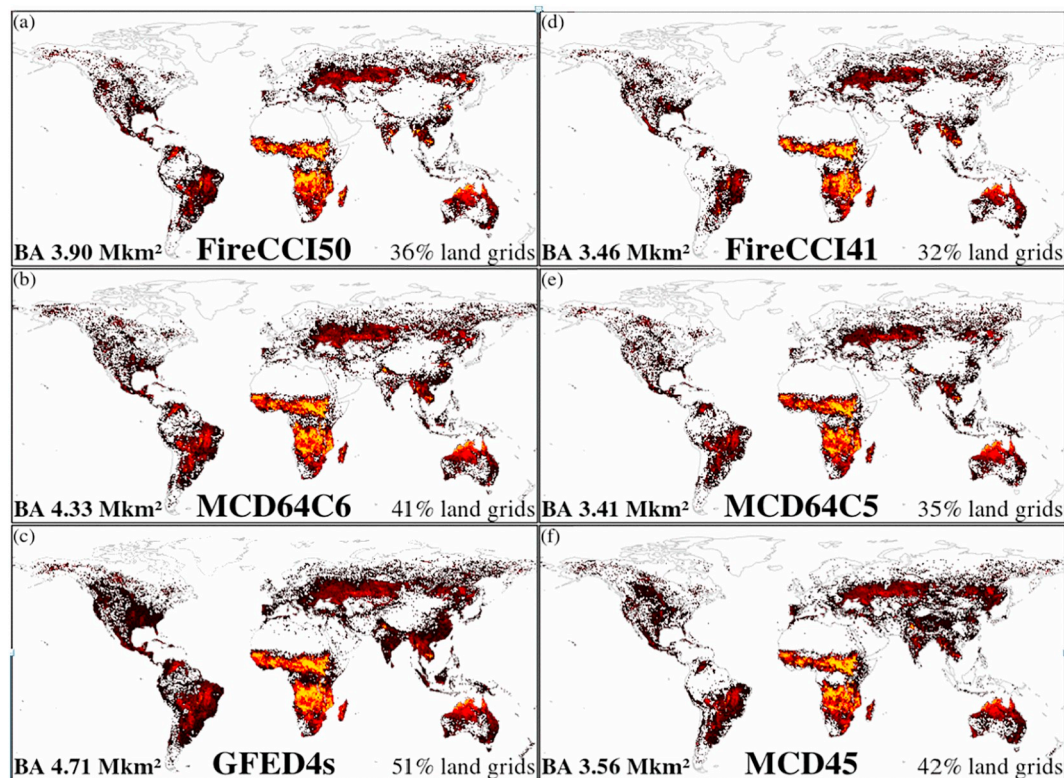 (a)
BA 3.90 Mkm² FireCCI50 36% land grids
(d)
BA 3.46 Mkm² FireCCI41 32% land grids
(b)
BA 4.33 Mkm² MCD64C6 41% land grids
(e)
BA 3.41 Mkm² MCD64C5 35% land grids
(c)
BA 4.71 Mkm² GFED4s 51% land grids
(f)
BA 3.56 Mkm² MCD45 42% land grids